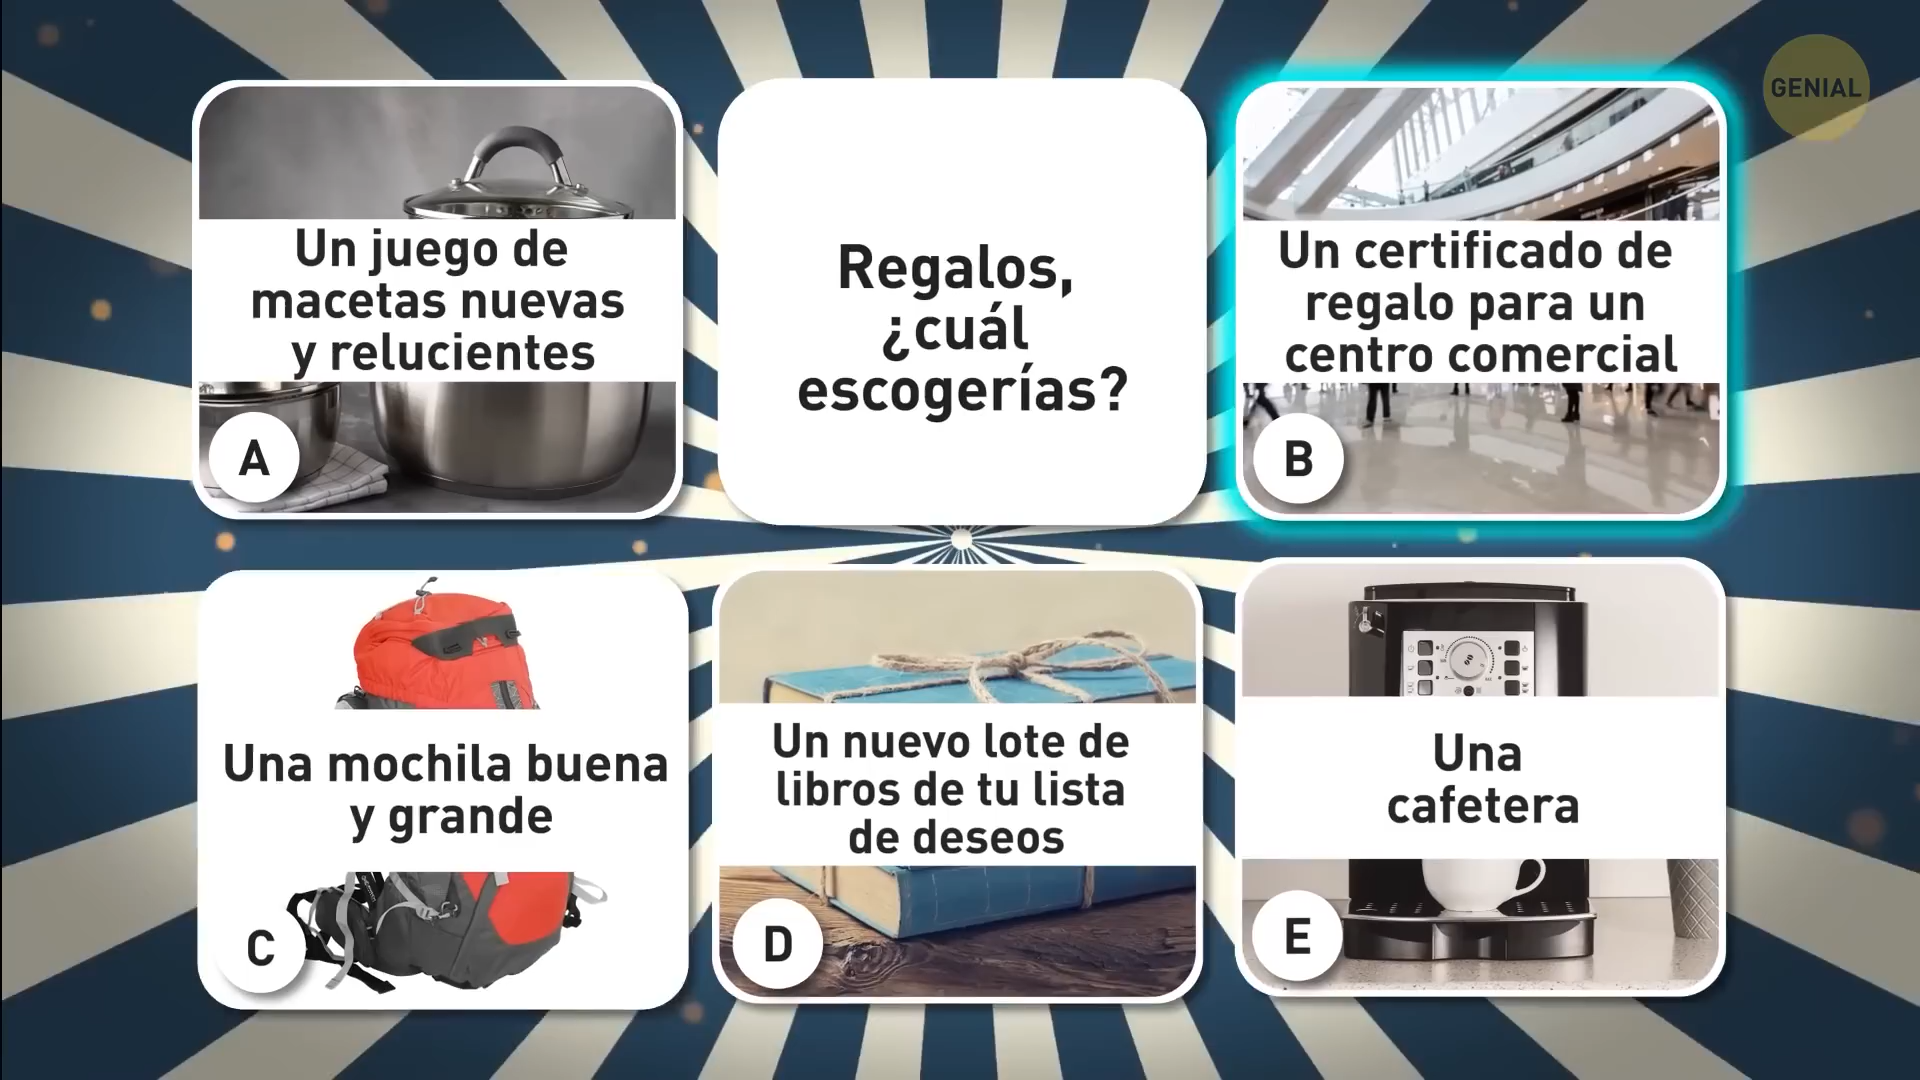 GENIAL
Un juego de
macetas nuevas
y relucientes
A
Regalos,
¿cuál
escogerías?
Un certificado de
regalo para un
centro comercial
B
Una mochila buena
y grande
C
Un nuevo lote de
libros de tu lista
de deseos
D
Una
cafetera
E